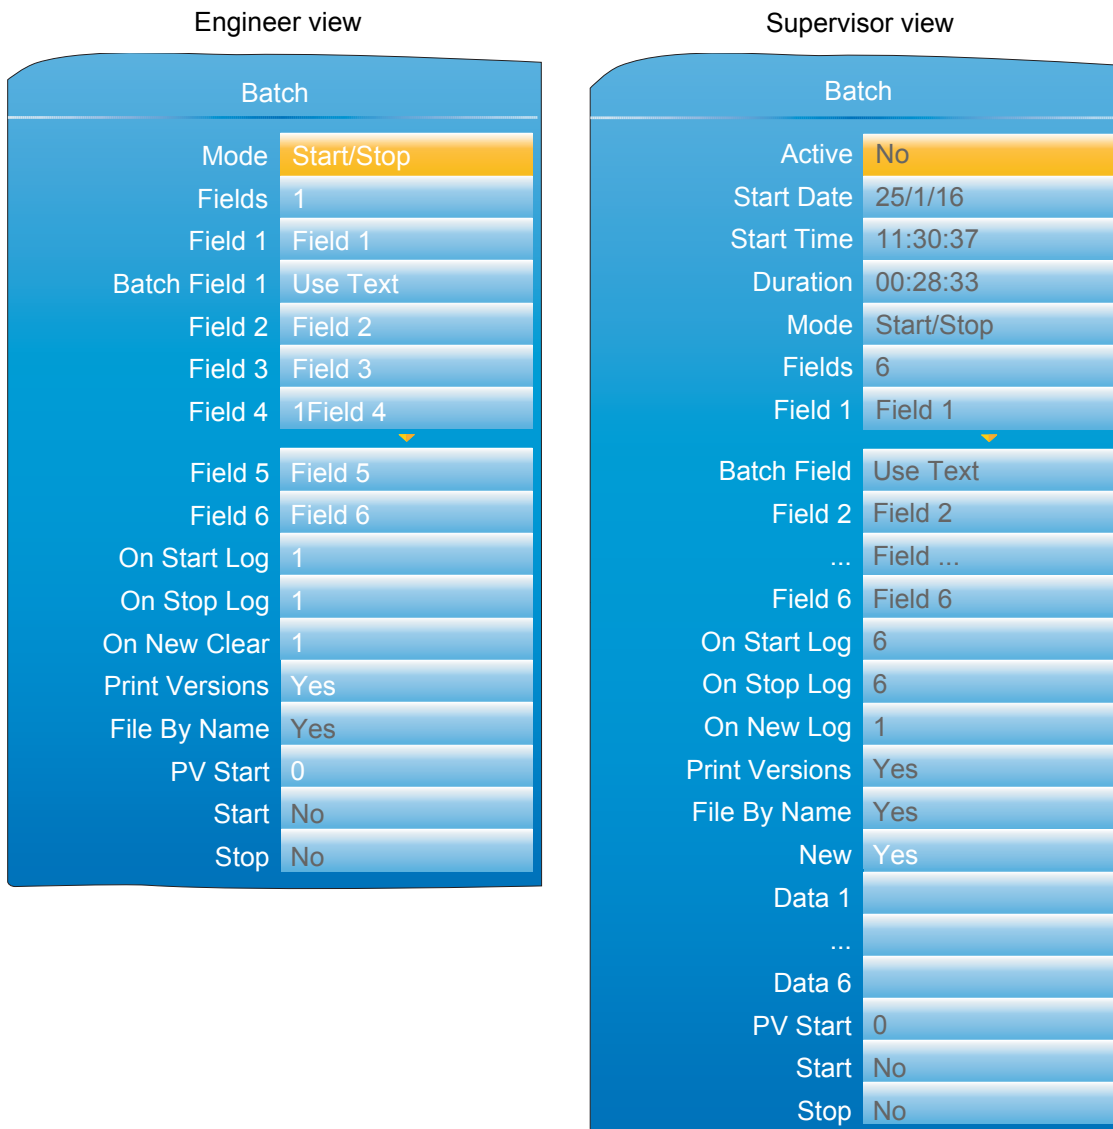 Engineer view
Batch
Mode Start/Stop
Fields 1
Field 1 Field 1
Batch Field 1 Use Text
Field 2 Field 2
Field 3 Field 3
Field 4 1Field 4
Field 5 Field 5
Field 6 Field 6
On Start Log 1
On Stop Log 1
On New Clear 1
Print Versions Yes
File By Name Yes
PV Start 0
Start No
Stop No
Supervisor view
Batch
Active No
Start Date 25/1/16
Start Time 11:30:37
Duration 00:28:33
Mode Start/Stop
Fields 6
Field 1 Field 1
Batch Field Use Text
Field 2 Field 2
... Field ...
Field 6 Field 6
On Start Log 6
On Stop Log 6
On New Log 1
Print Versions Yes
File By Name Yes
New Yes
Data 1
...
Data 6
PV Start 0
Start No
Stop No